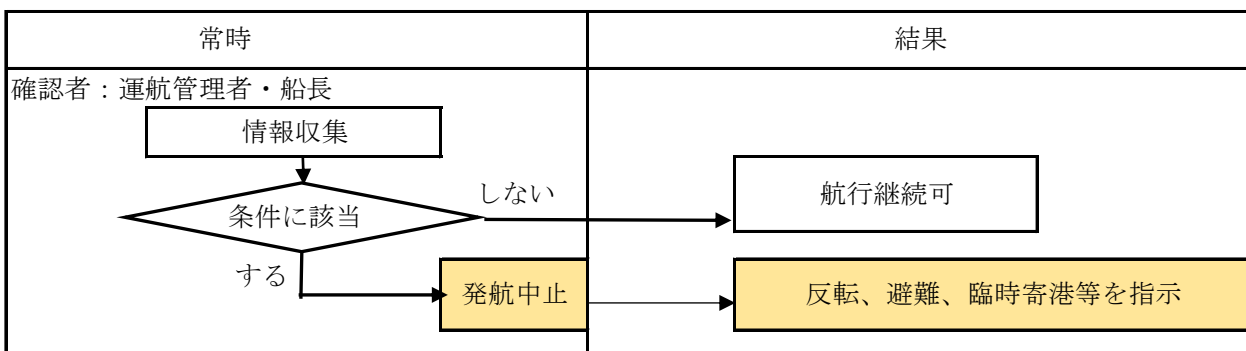 常時
結果
確認者：運航管理者・船長
情報収集
条件に該当
しない
航行継続可
する
発航中止
反転、避難、臨時寄港等を指示